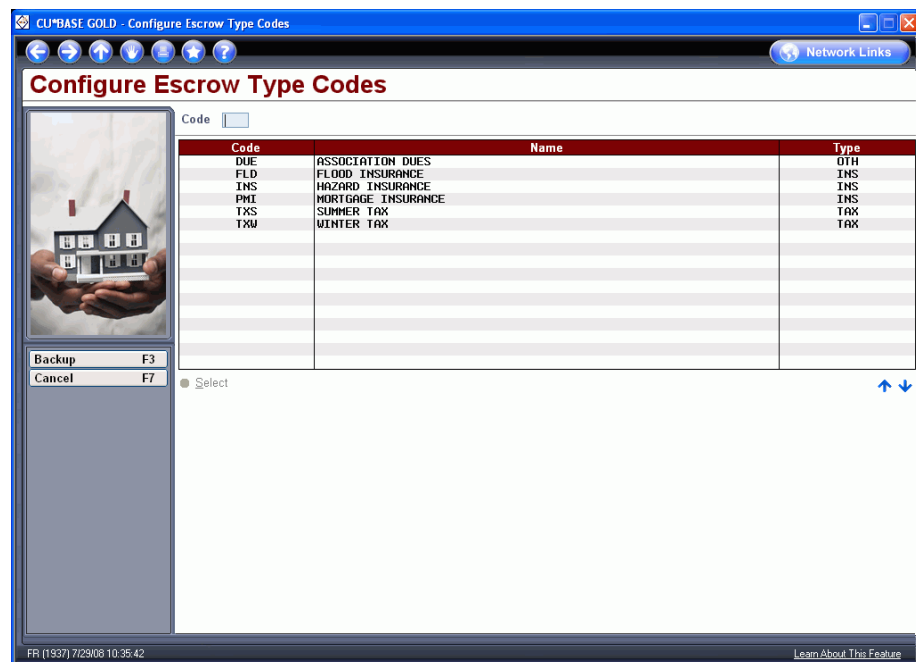 CU*BASE GOLD - Configure Escrow Type Codes
Network Links
Configure Escrow Type Codes
Code
Code Name Type
DUE ASSOCIATION DUES OTH
FLD FLOOD INSURANCE INS
INS HAZARD INSURANCE INS
PMI MORTGAGE INSURANCE INS
TXS SUMMER TAX TAX
TXW WINTER TAX TAX
Backup F3
Cancel F7
Select
FR (1937) 7/29/08 10:35:42
Learn About This Feature